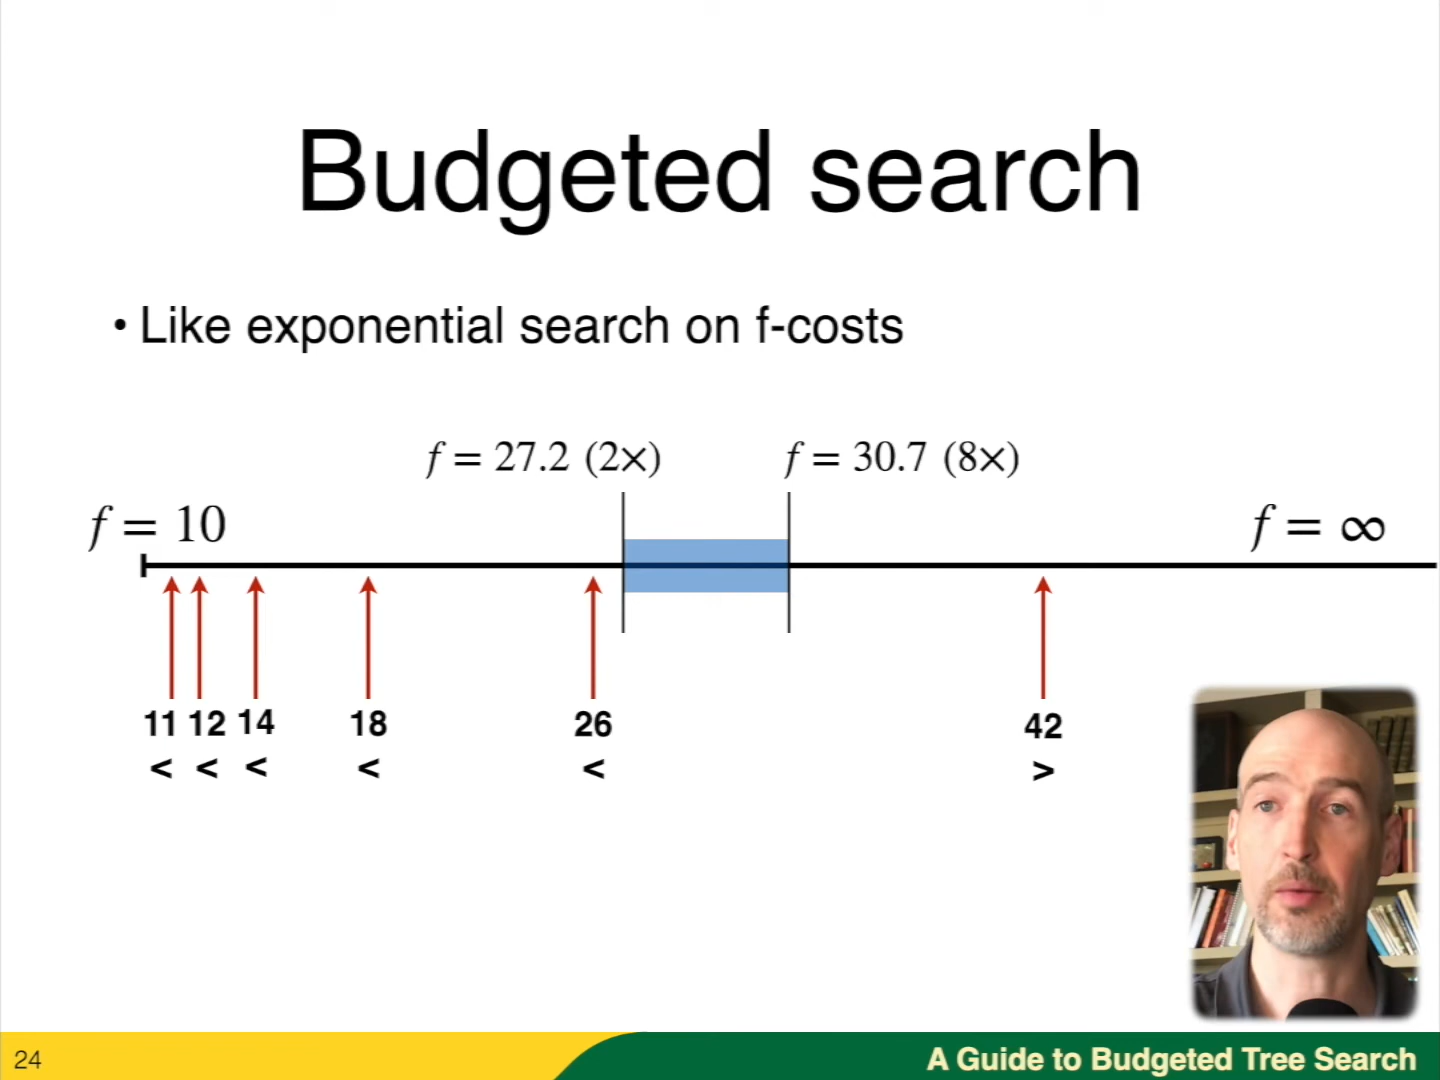 Budgeted search
• Like exponential search on f-costs
f = 27.2 (2×) f = 30.7 (8×)
f = 10 f = ∞
11 12 14 18 26 42
< < < < < >
24 A Guide to Budgeted Tree Search